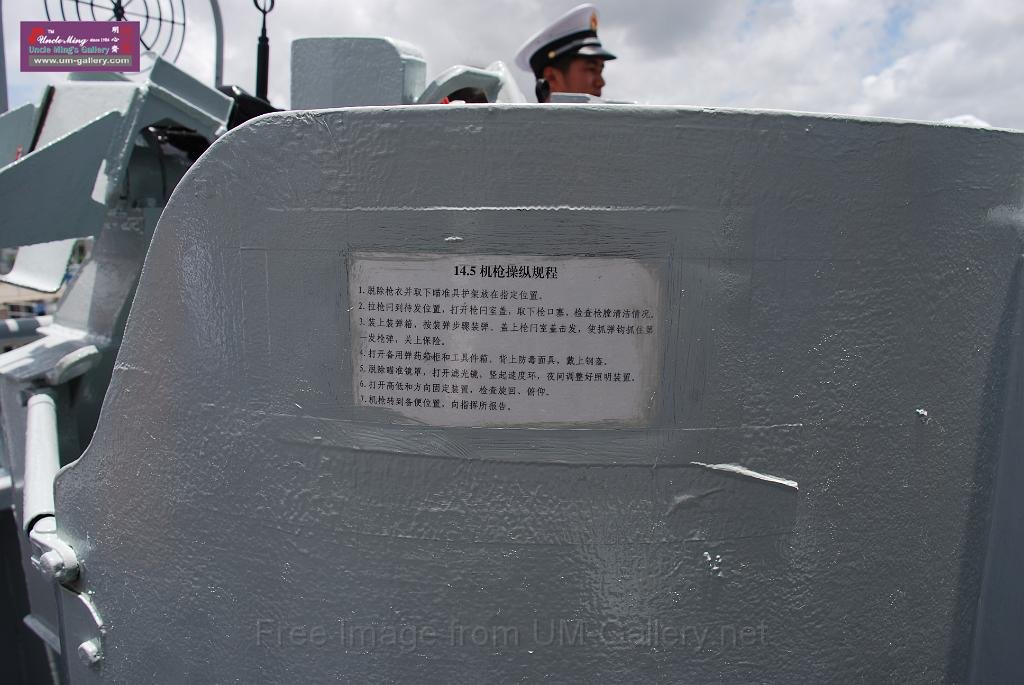 Uncle Ming since 1984
明心斋
Uncle Ming's Gallery
www.um-gallery.com
14.5 机枪操纵规程
1. 脱除枪衣并取下瞄准具护架放在指定位置。
2. 拉枪闩到待发位置，打开枪闩室盖，取下枪口塞，检查枪膛清洁情况。
3. 装上装弹箱，按装弹步骤装弹。盖上枪闩室盖击发，使抓弹钩抓住第
一发枪弹，关上保险。
4. 打开备用弹药箱柜和工具件箱，背上防毒面具，戴上钢盔。
5. 脱除瞄准镜罩，打开滤光镜，竖起速度环，夜间调整好照明装置。
6. 打开高低和方向固定装置，检查旋回、俯仰。
7. 机枪转到备便位置，向指挥所报告。
Free Image from UM-Gallery.net